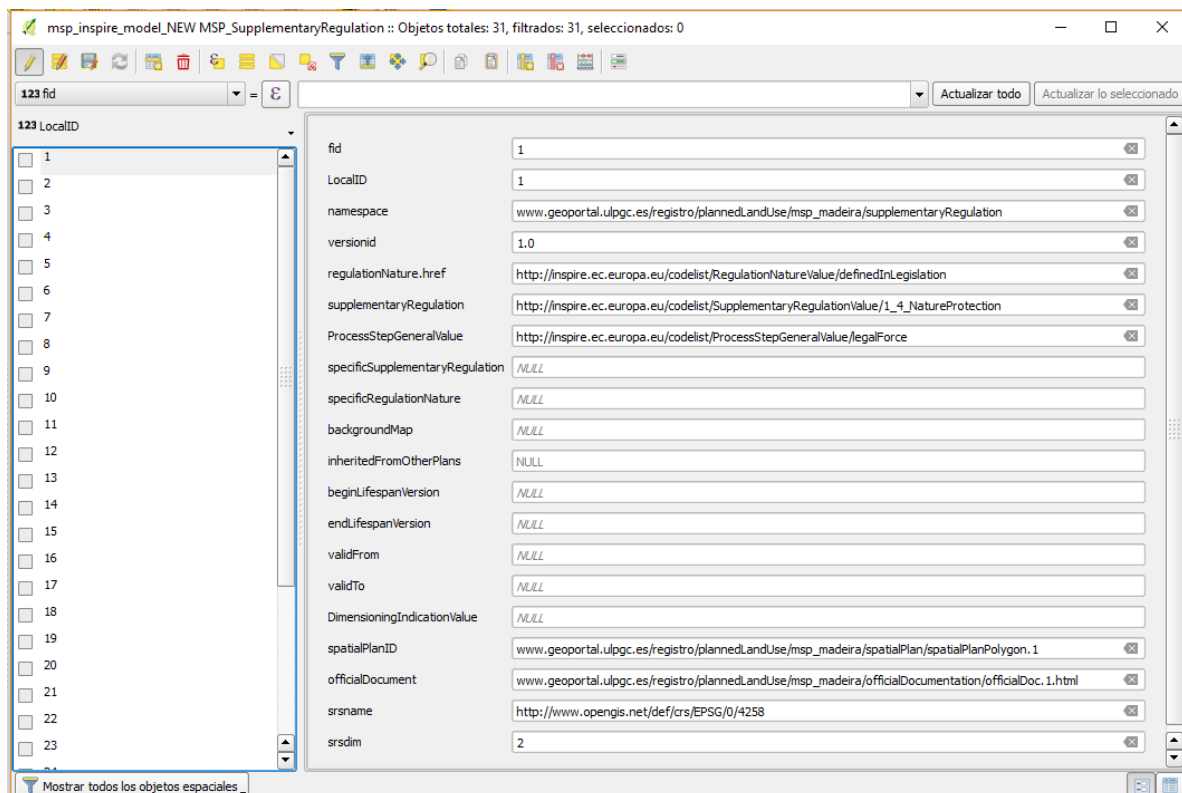 msp_inspire_model_NEW MSP_SupplementaryRegulation :: Objetos totales: 31, filtrados: 31, seleccionados: 0
123 fid = ε Actualizar todo Actualizar lo seleccionado
123 LocalID
1
2
3
4
5
6
7
8
9
10
11
12
13
14
15
16
17
18
19
20
21
22
23
fid 1
LocalID 1
namespace www.geoportal.ulpgc.es/registro/plannedLandUse/msp_madeira/supplementaryRegulation
versionid 1.0
regulationNature.href http://inspire.ec.europa.eu/codelist/RegulationNatureValue/definedInLegislation
supplementaryRegulation http://inspire.ec.europa.eu/codelist/SupplementaryRegulationValue/1_4_NatureProtection
ProcessStepGeneralValue http://inspire.ec.europa.eu/codelist/ProcessStepGeneralValue/legalForce
specificSupplementaryRegulation NULL
specificRegulationNature NULL
backgroundMap NULL
inheritedFromOtherPlans NULL
beginLifespanVersion NULL
endLifespanVersion NULL
validFrom NULL
validTo NULL
DimensioningIndicationValue NULL
spatialPlanID www.geoportal.ulpgc.es/registro/plannedLandUse/msp_madeira/spatialPlan/spatialPlanPolygon.1
officialDocument www.geoportal.ulpgc.es/registro/plannedLandUse/msp_madeira/officialDocumentation/officialDoc.1.html
srsname http://www.opengis.net/def/crs/EPSG/0/4258
srsdim 2
Mostrar todos los objetos espaciales